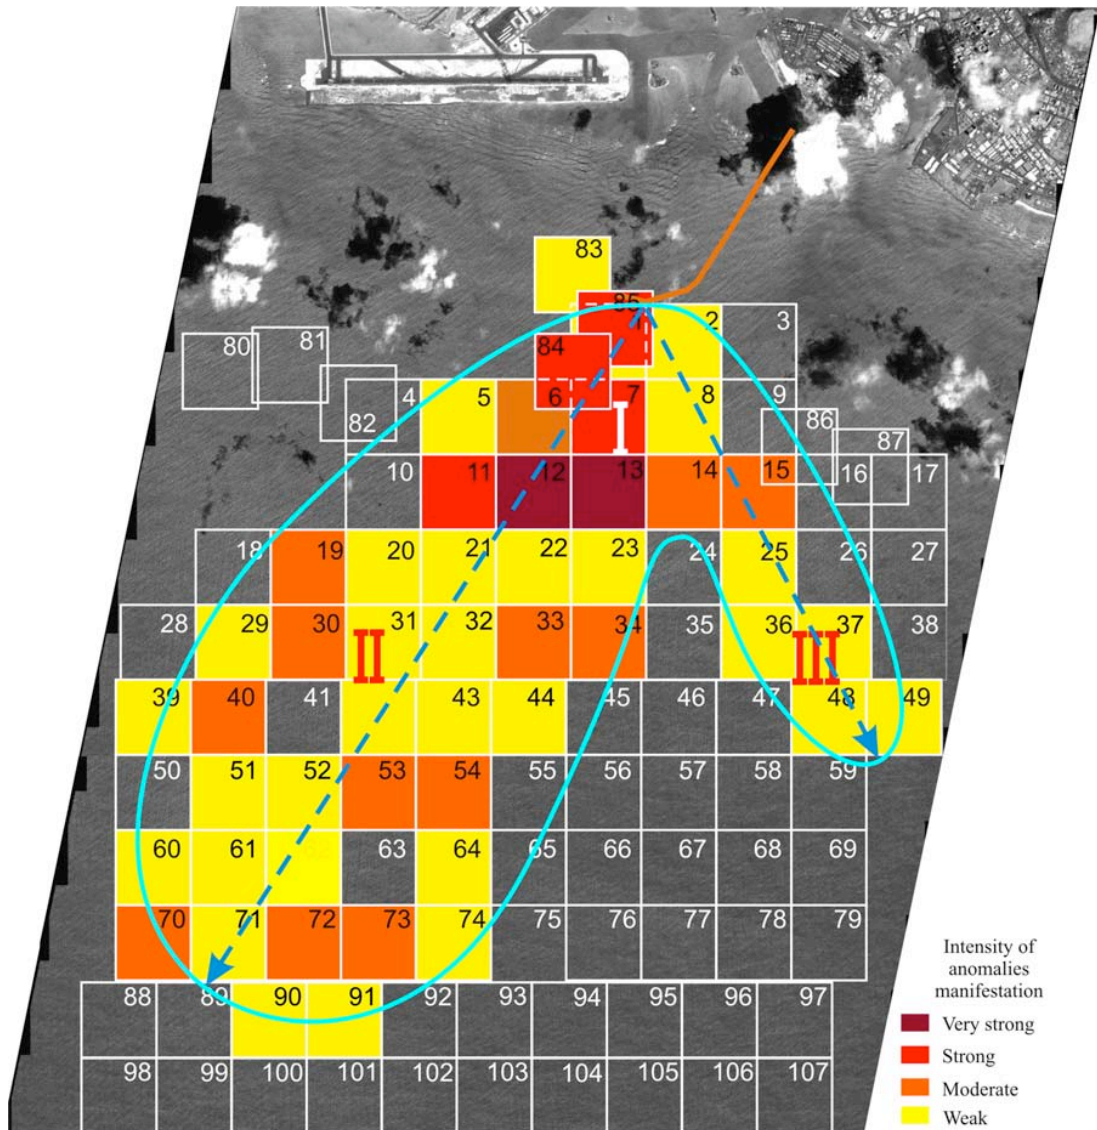 83
85
1 2 3
80 81 84
82 4 5 6 7 8 9
86 87
I
10 11 12 13 14 15 16 17
18 19 20 21 22 23 24 25 26 27
28 29 30 31 32 33 34 35 36 37 38
II III
39 40 41 43 44 45 46 47 48 49
50 51 52 53 54 55 56 57 58 59
60 61 63 64 65 66 67 68 69
70 71 72 73 74 75 76 77 78 79
88 89 90 91 92 93 94 95 96 97
98 99 100 101 102 103 104 105 106 107
Intensity of
anomalies
manifestation
Very strong
Strong
Moderate
Weak